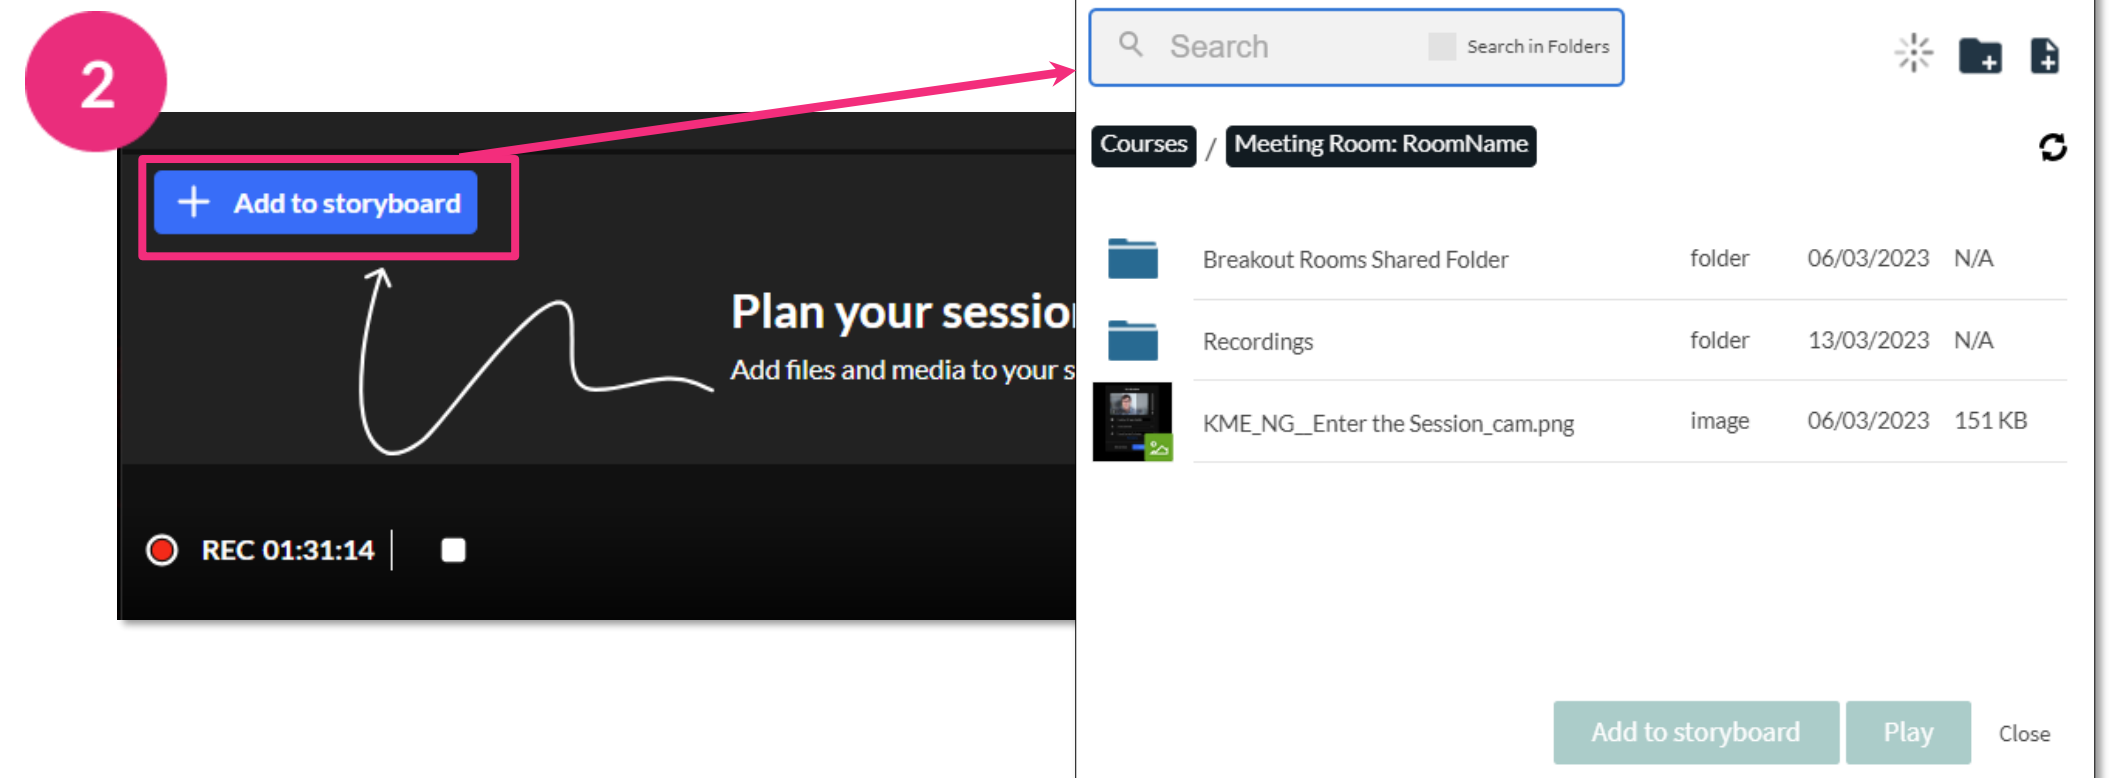 2
Add to storyboard
Plan your sessio
Add files and media to your s
REC 01:31:14
Search
Search in Folders
Courses / Meeting Room: RoomName
Breakout Rooms Shared Folder folder 06/03/2023 N/A
Recordings folder 13/03/2023 N/A
KME_NG__Enter the Session_cam.png image 06/03/2023 151 KB
Add to storyboard Play Close